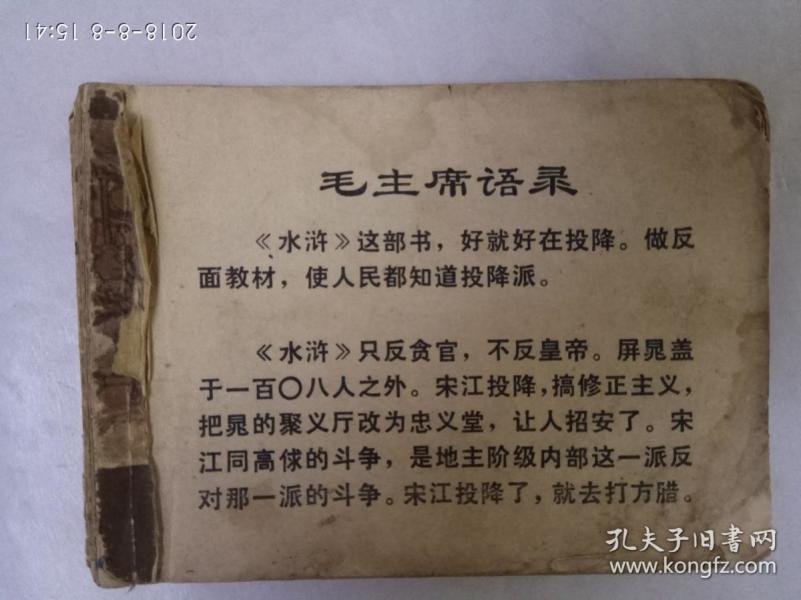 2018-8-8 15:41
毛主席语录
《水浒》这部书，好就好在投降。做反
面教材，使人民都知道投降派。
《水浒》只反贪官，不反皇帝。屏晁盖
于一百〇八人之外。宋江投降，搞修正主义，
把晁的聚义厅改为忠义堂，让人招安了。宋
江同高俅的斗争，是地主阶级内部这一派反
对那一派的斗争。宋江投降了，就去打方腊。
孔夫子旧书网
www.kongfz.com